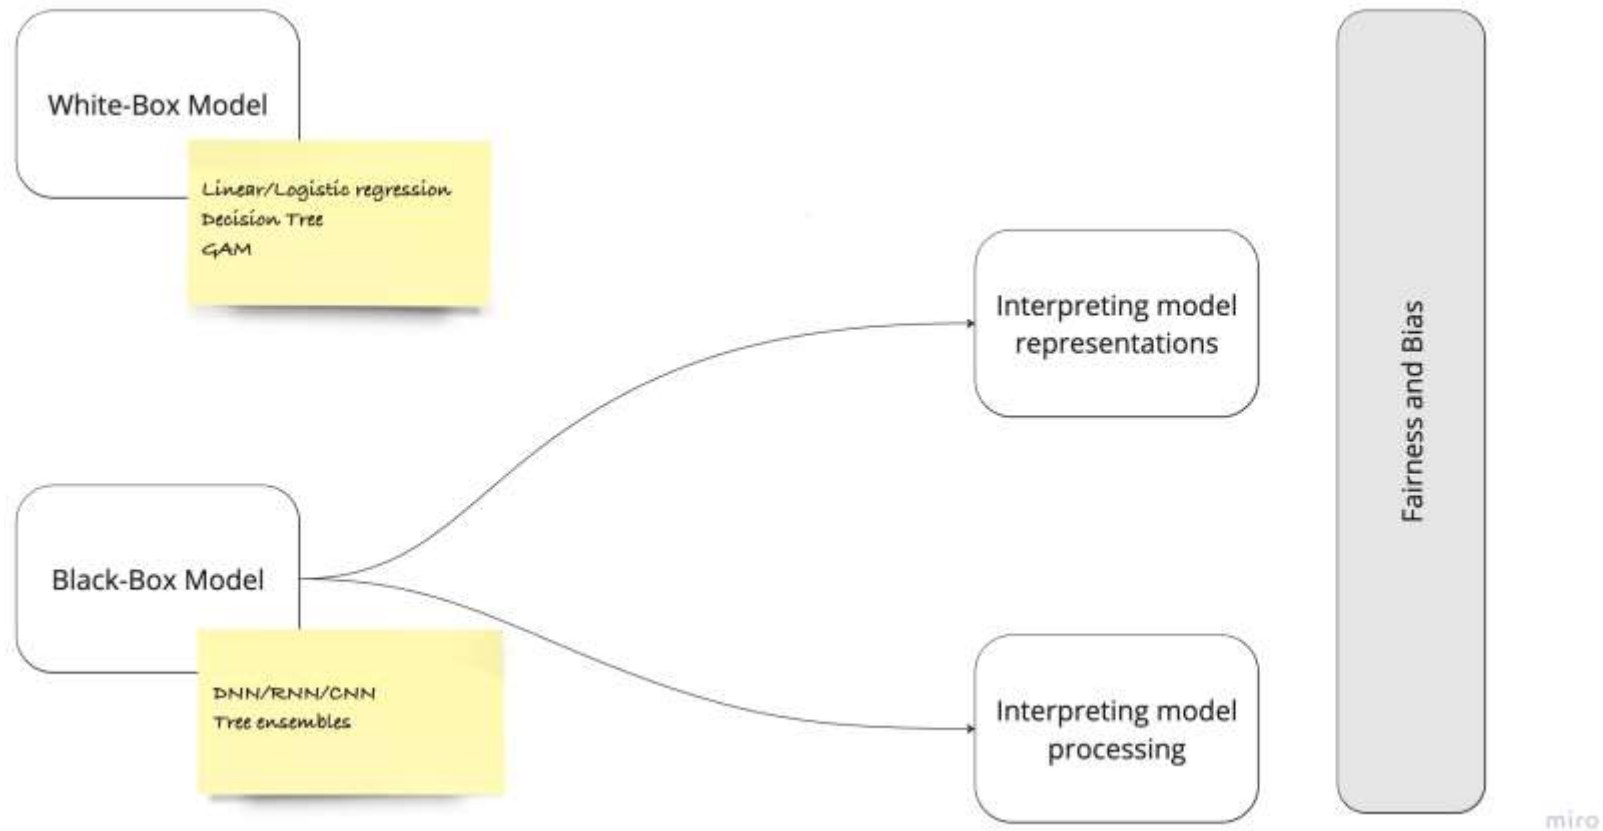 White-Box Model
Linear/Logistic regression
Decision Tree
GAM
Interpreting model
representations
Fairness and Bias
Black-Box Model
DNN/RNN/CNN
Tree ensembles
Interpreting model
processing
miro